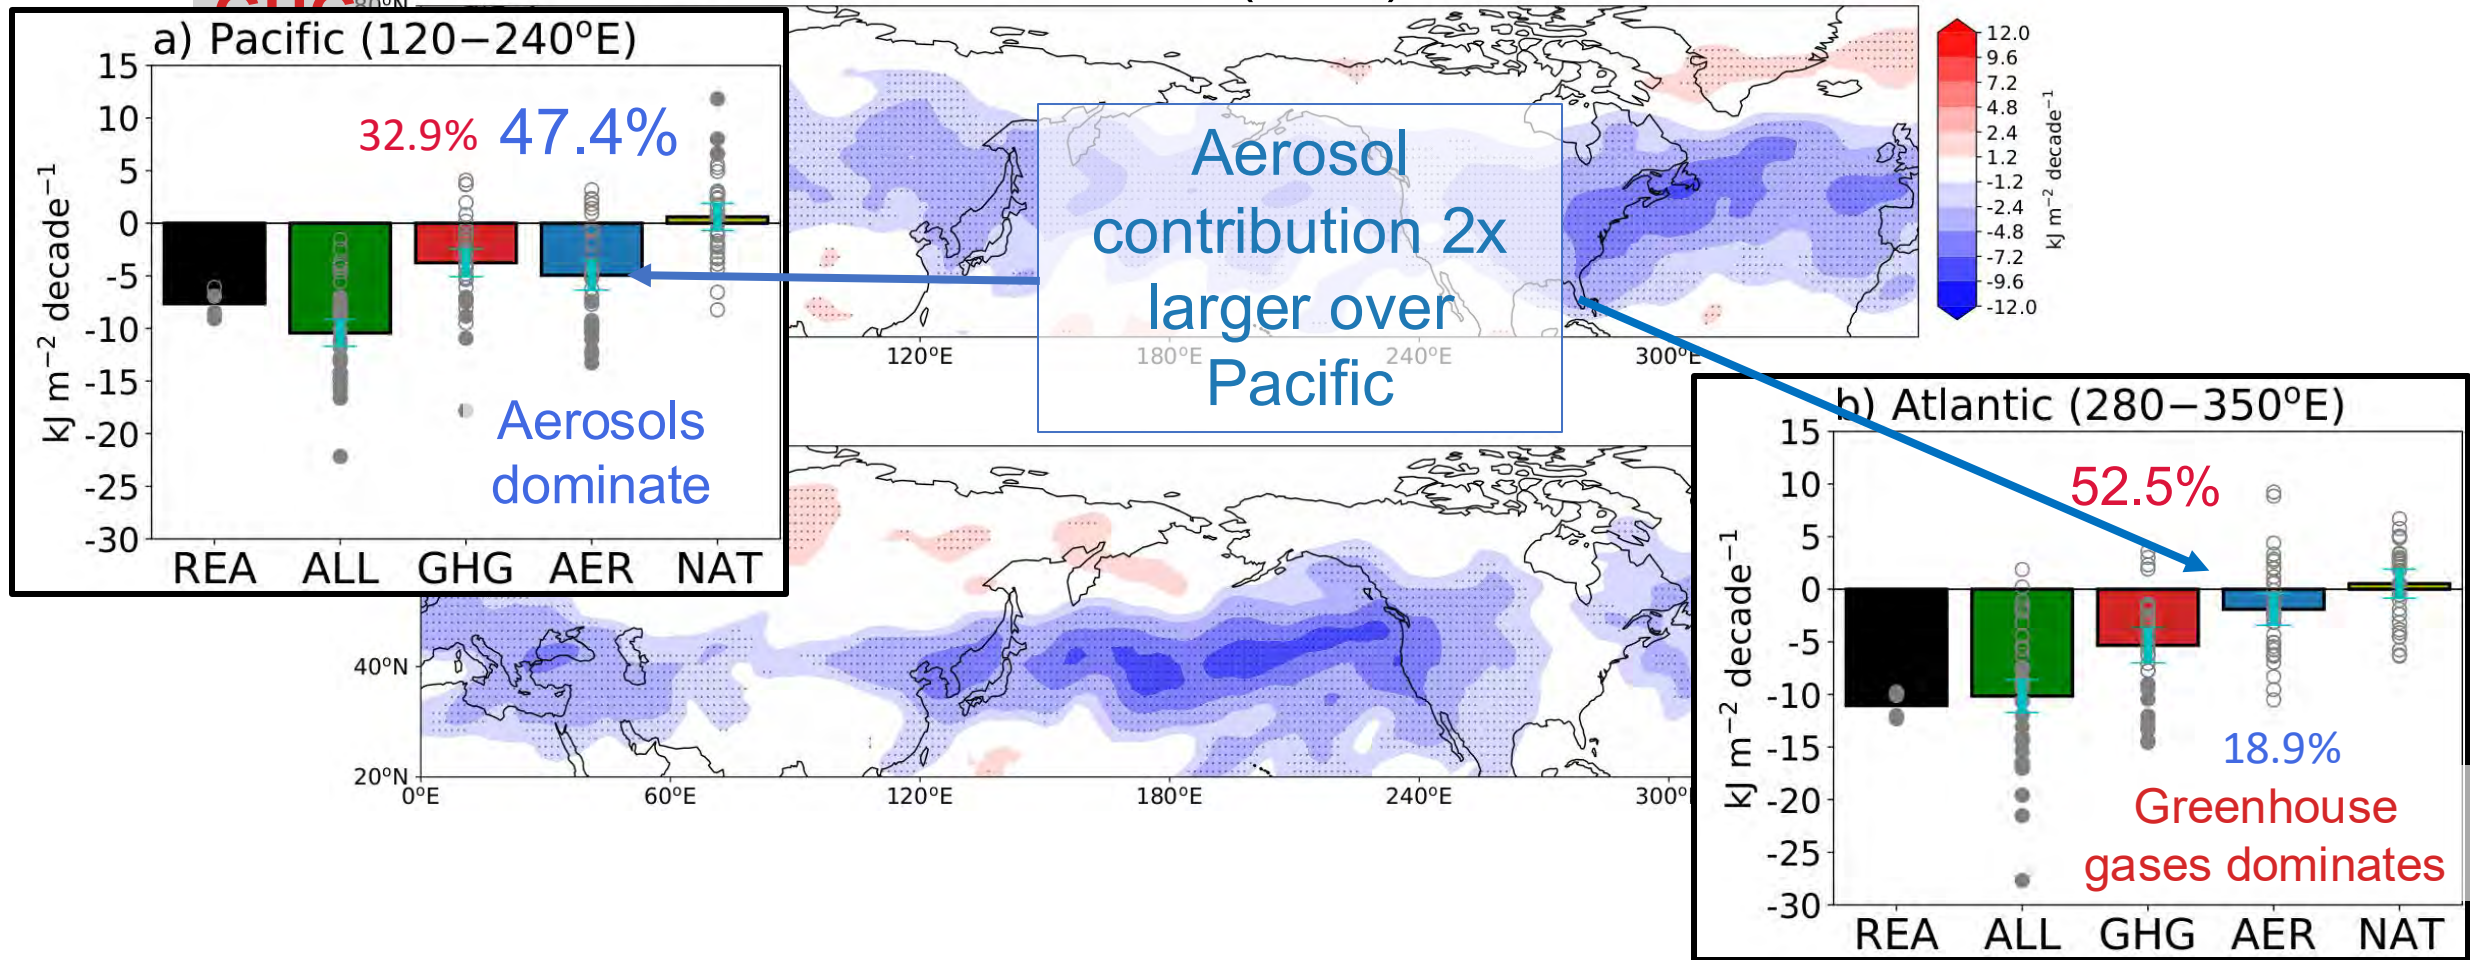 a) Pacific (120−240°E)
15
10
5
0
-5
-10
-15
-20
-25
-30
kJ m⁻² decade⁻¹
32.9% 47.4%
Aerosols
dominate
REA ALL GHG AER NAT
Aerosol
contribution 2x
larger over
Pacific
120°E 180°E 240°E 300°E
12.0
9.6
7.2
4.8
2.4
1.2
-1.2
-2.4
-4.8
-7.2
-9.6
-12.0
kJ m⁻² decade⁻¹
40°N
20°N
0°E 60°E 120°E 180°E 240°E
b) Atlantic (280−350°E)
15
10
5
0
-5
-10
-15
-20
-25
-30
kJ m⁻² decade⁻¹
52.5%
18.9%
Greenhouse
gases dominates
REA ALL GHG AER NAT